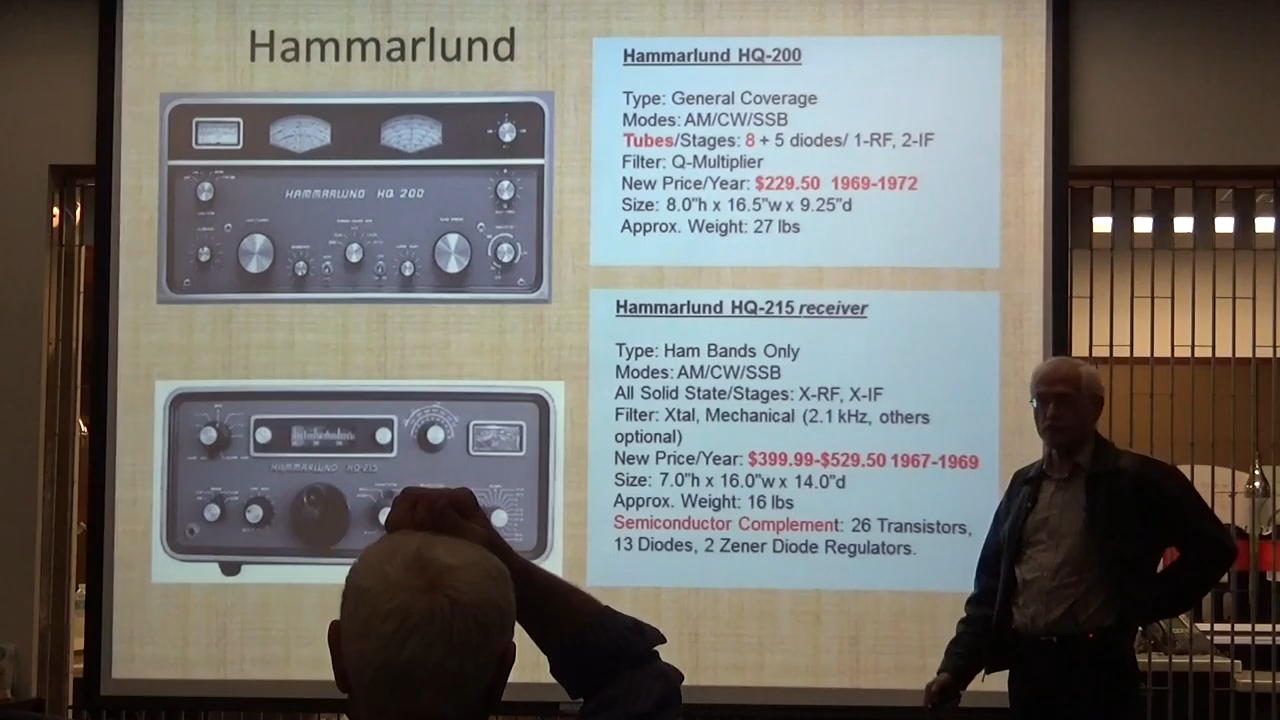 Hammarlund
HAMMARLUND HQ 200
HAMMARLUND HQ-215
Hammarlund HQ-200
Type: General Coverage
Modes: AM/CW/SSB
Tubes/Stages: 8 + 5 diodes/ 1-RF, 2-IF
Filter: Q-Multiplier
New Price/Year: $229.50 1969-1972
Size: 8.0"h x 16.5"w x 9.25"d
Approx. Weight: 27 lbs
Hammarlund HQ-215 receiver
Type: Ham Bands Only
Modes: AM/CW/SSB
All Solid State/Stages: X-RF, X-IF
Filter: Xtal, Mechanical (2.1 kHz, others
optional)
New Price/Year: $399.99-$529.50 1967-1969
Size: 7.0"h x 16.0"w x 14.0"d
Approx. Weight: 16 lbs
Semiconductor Complement: 26 Transistors,
13 Diodes, 2 Zener Diode Regulators.